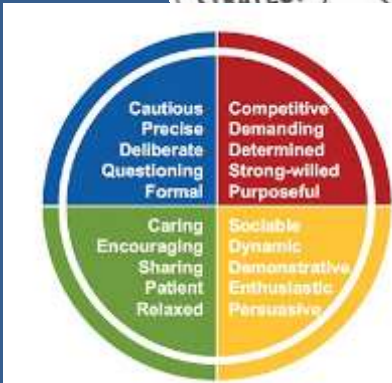 Cautious
Precise
Deliberate
Questioning
Formal
Competitive
Demanding
Determined
Strong-willed
Purposeful
Caring
Encouraging
Sharing
Patient
Relaxed
Sociable
Dynamic
Demonstrative
Enthusiastic
Persuasive